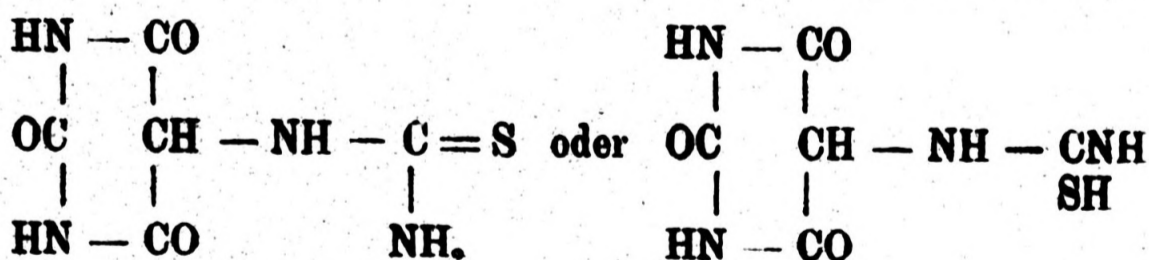 HN — CO HN — CO
OC CH — NH — C = S oder OC CH — NH — CNH
SH
HN — CO NH. HN — CO